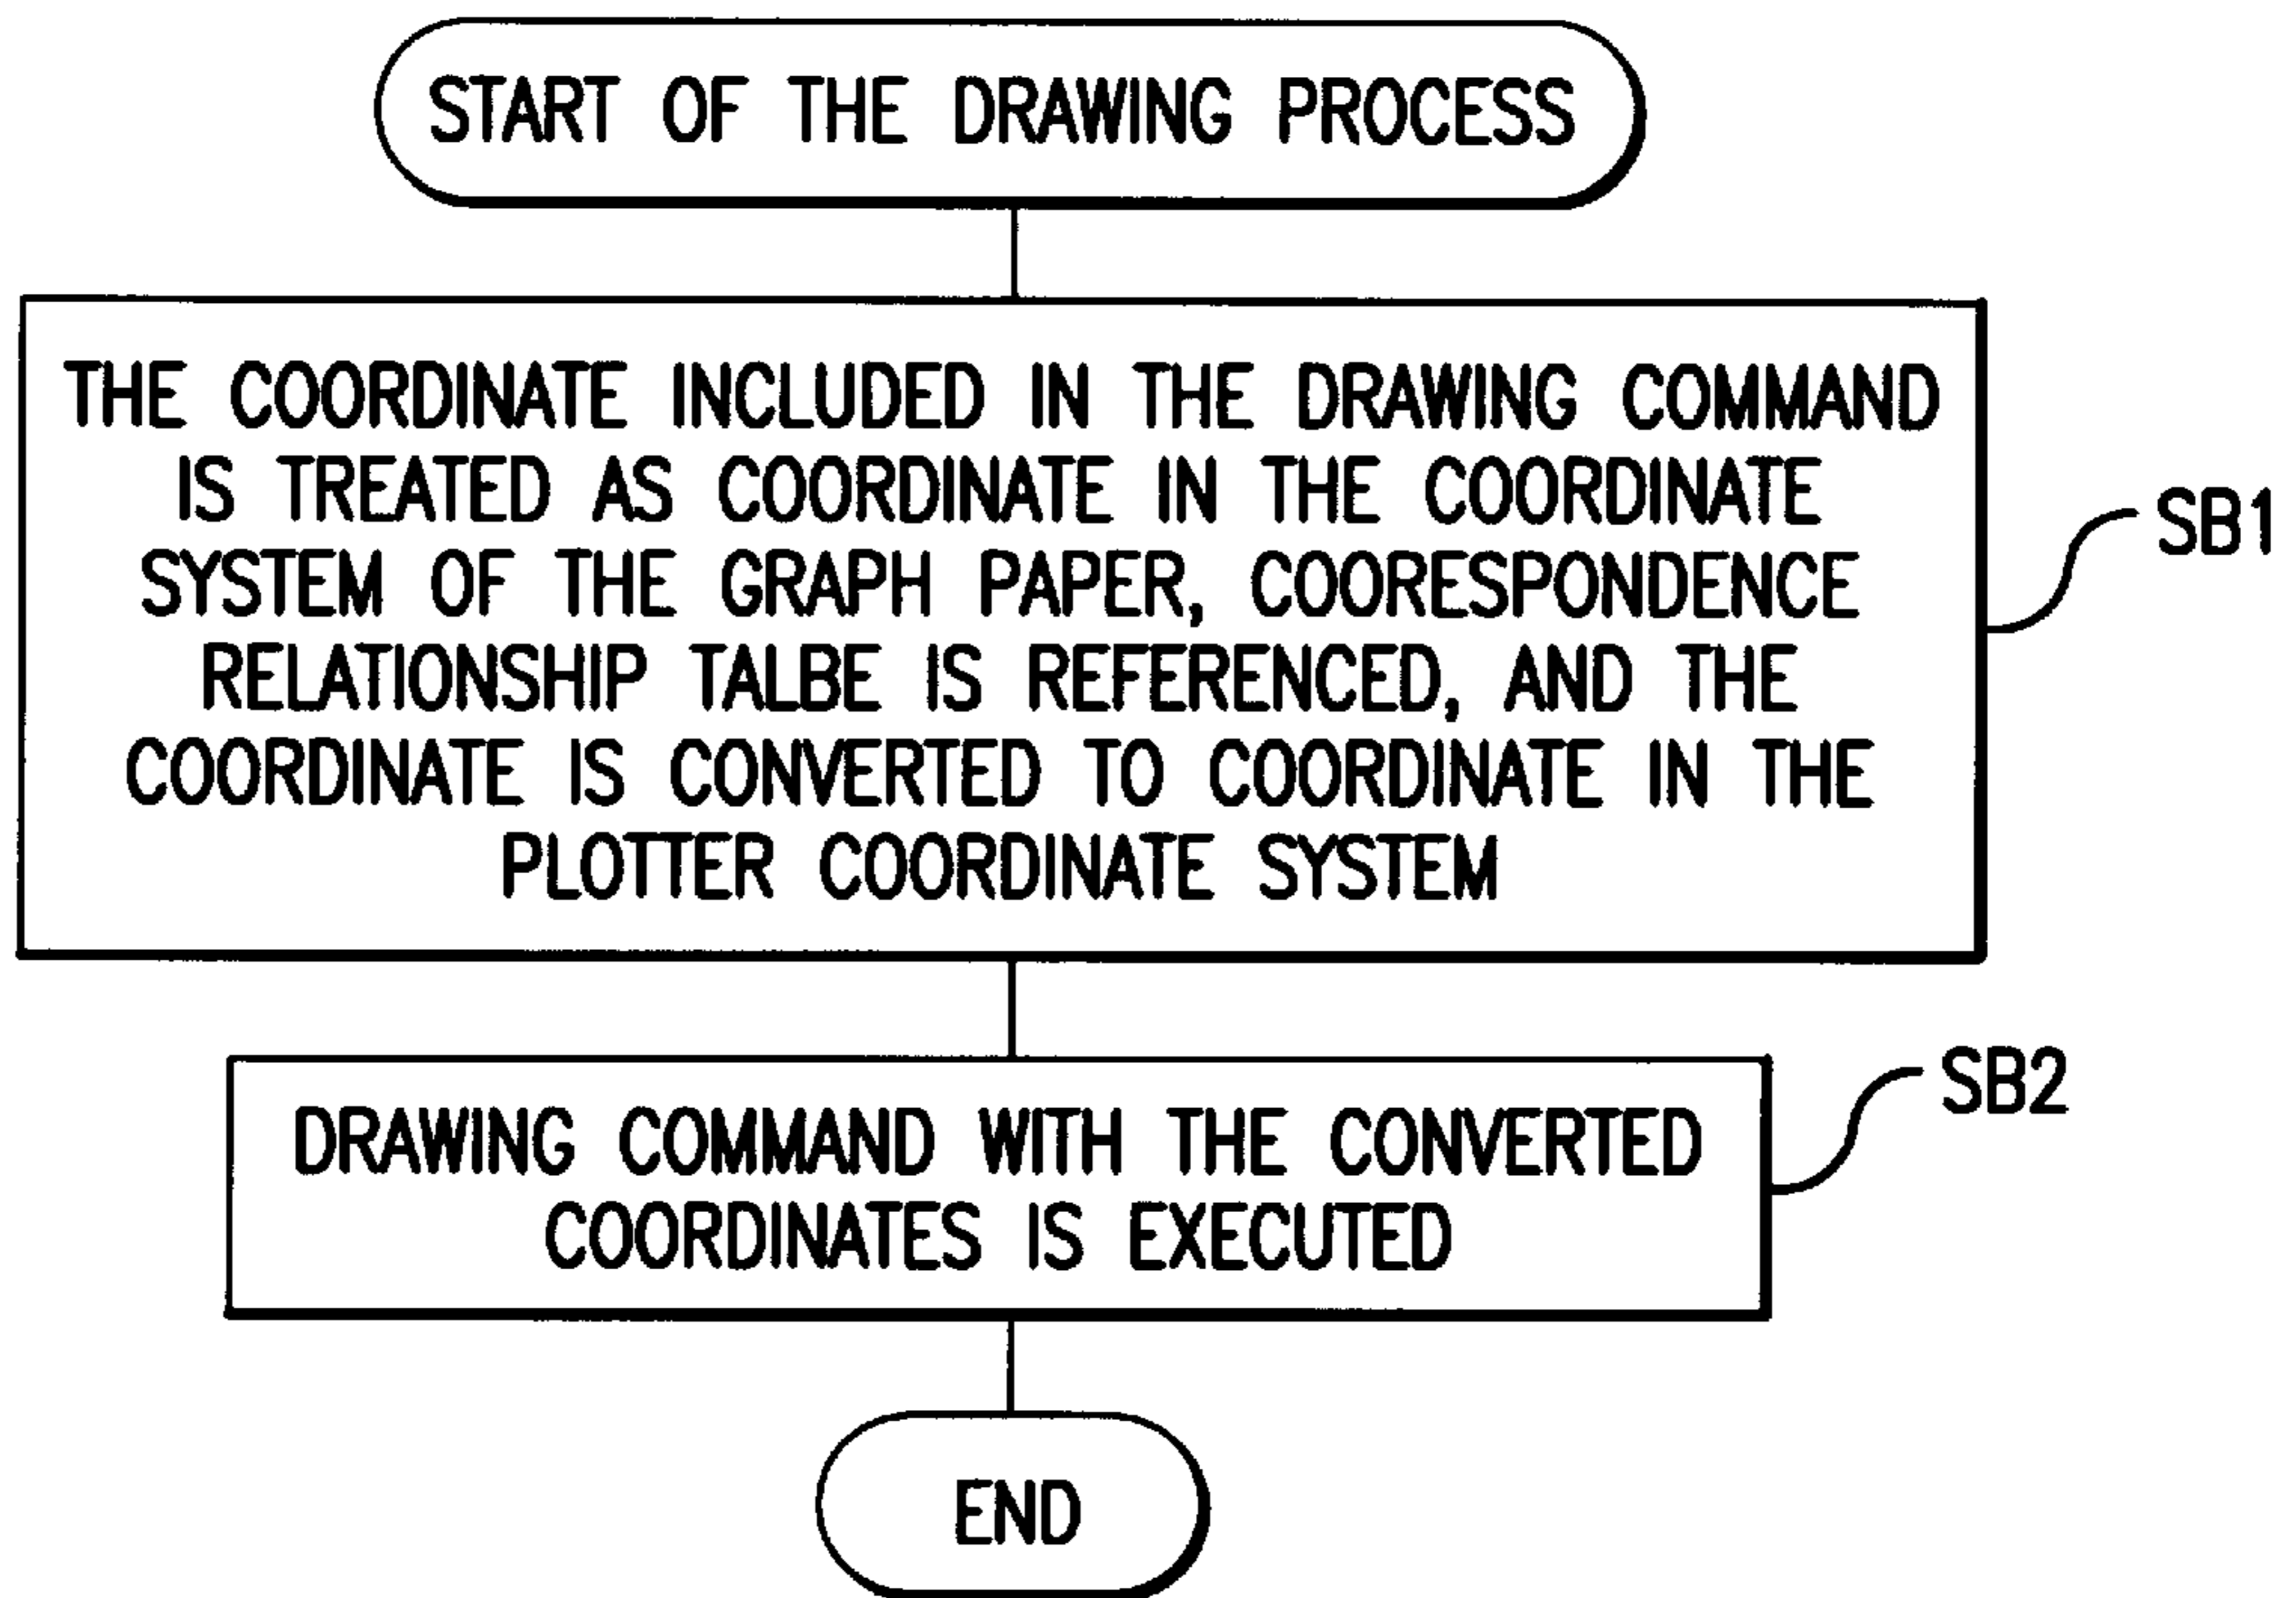 START OF THE DRAWING PROCESS
THE COORDINATE INCLUDED IN THE DRAWING COMMAND
IS TREATED AS COORDINATE IN THE COORDINATE
SYSTEM OF THE GRAPH PAPER, COORESPONDENCE
RELATIONSHIP TALBE IS REFERENCED, AND THE
COORDINATE IS CONVERTED TO COORDINATE IN THE
PLOTTER COORDINATE SYSTEM
SB1
DRAWING COMMAND WITH THE CONVERTED
COORDINATES IS EXECUTED
SB2
END